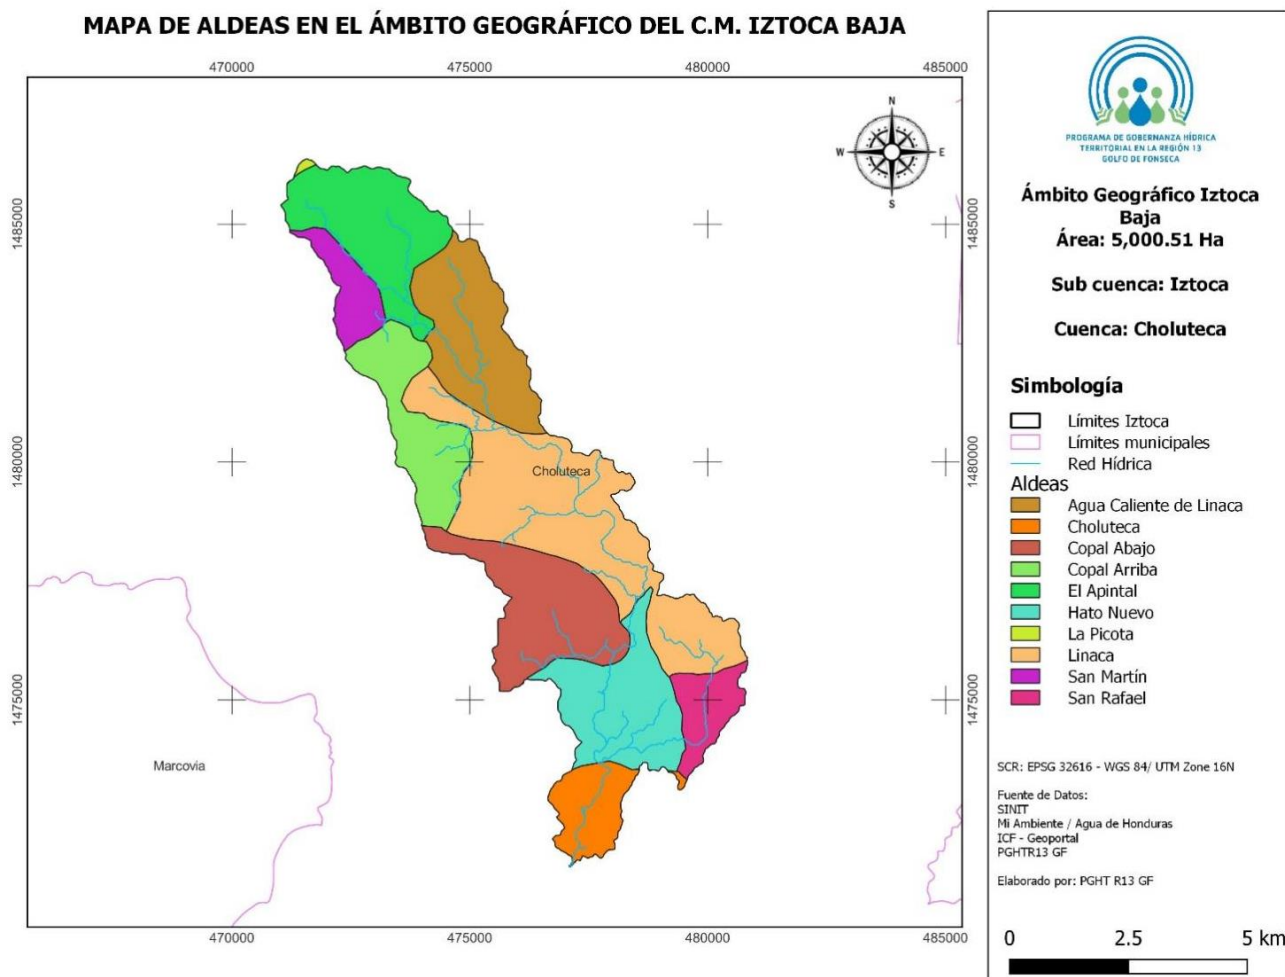 MAPA DE ALDEAS EN EL ÁMBITO GEOGRÁFICO DEL C.M. IZTOCA BAJA
470000
475000
480000
485000
1485000
1480000
1475000
N
W
E
S
Choluteca
Marcovia
1485000
1480000
1475000
470000
475000
480000
485000
PROGRAMA DE GOBERNANZA HÍDRICA
TERRITORIAL EN LA REGIÓN 13
GOLFO DE FONSECA
Ámbito Geográfico Iztoca
Baja
Área: 5,000.51 Ha
Sub cuenca: Iztoca
Cuenca: Choluteca
Simbología
Límites Iztoca
Límites municipales
Red Hídrica
Aldeas
Agua Caliente de Linaca
Choluteca
Copal Abajo
Copal Arriba
El Apintal
Hato Nuevo
La Picota
Linaca
San Martín
San Rafael
SCR: EPSG 32616 - WGS 84/ UTM Zone 16N
Fuente de Datos:
SINIT
Mi Ambiente / Agua de Honduras
ICF - Geoportal
PGHTR13 GF
Elaborado por: PGHT R13 GF
0 2.5 5 km